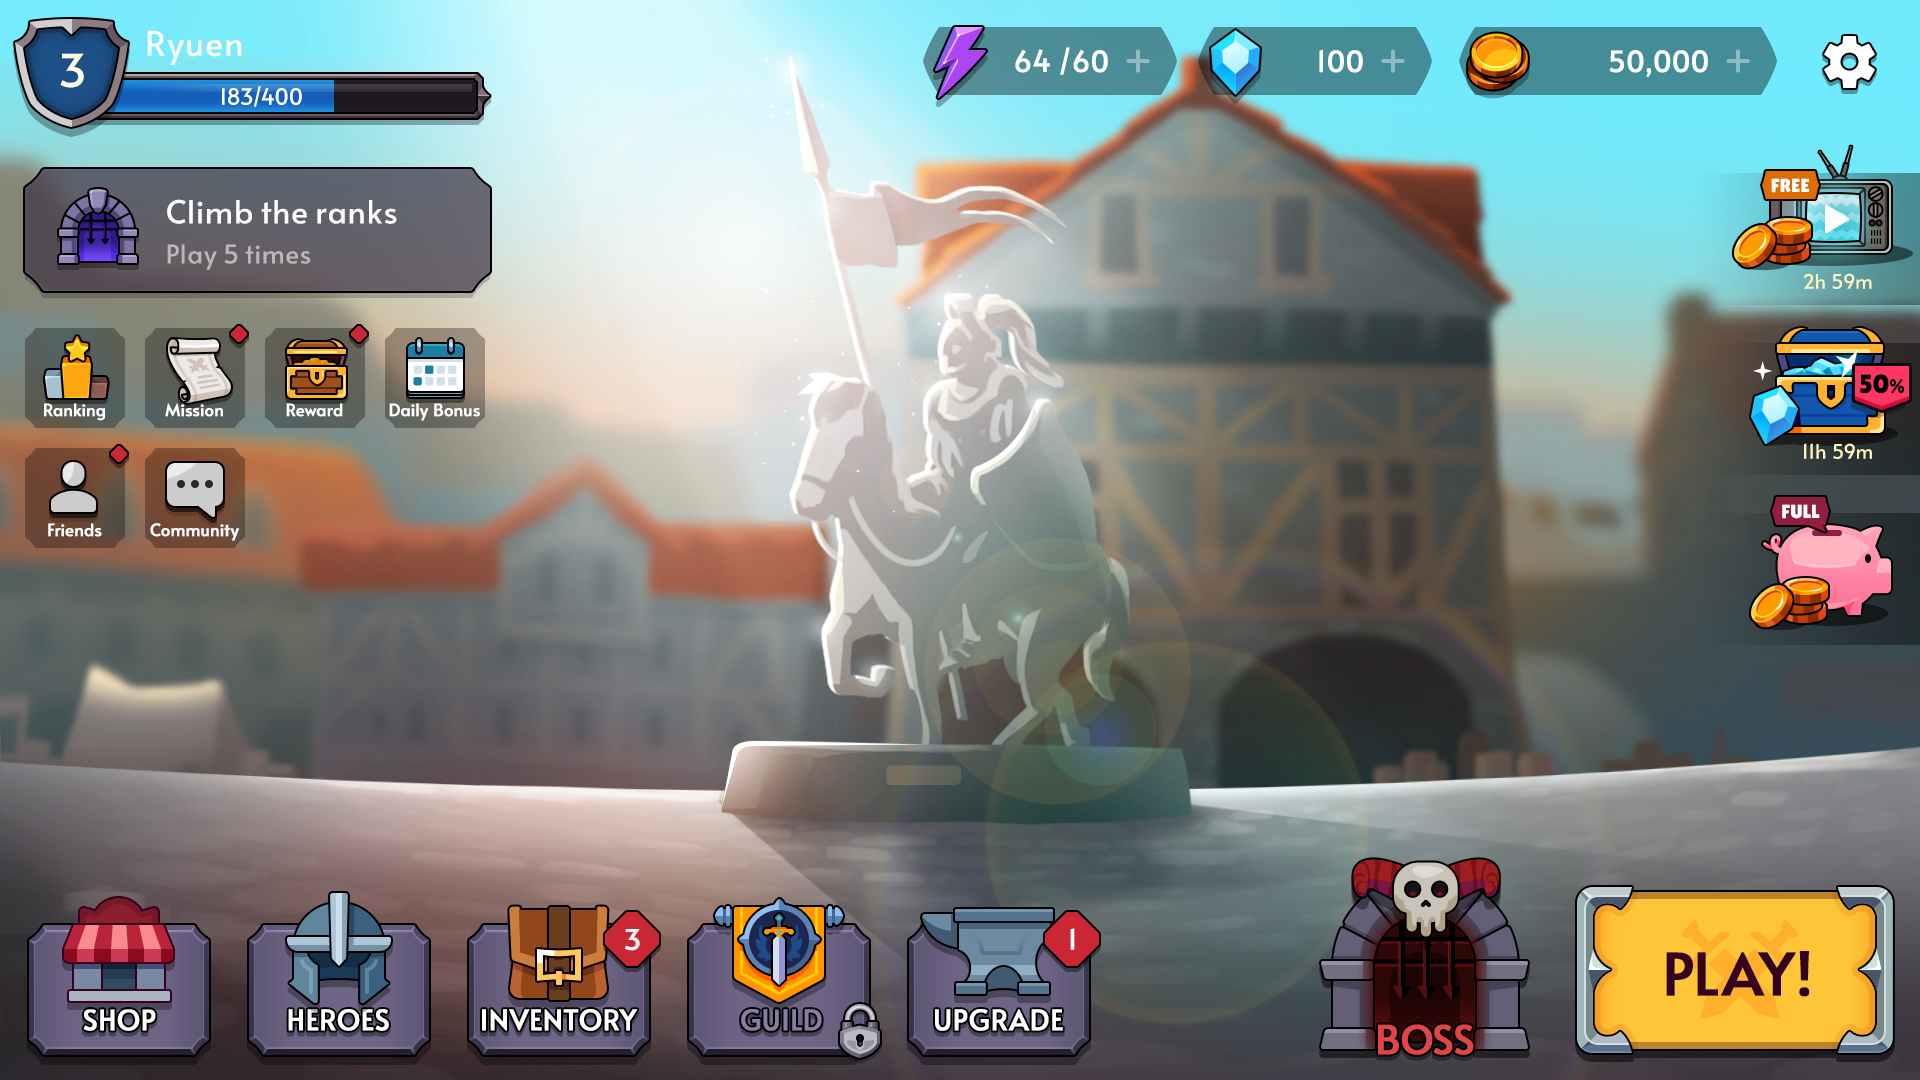 3
Ryuen
183/400
64 /60 +
100 +
50,000 +
Climb the ranks
Play 5 times
FREE
2h 59m
50%
11h 59m
FULL
Ranking
Mission
Reward
Daily Bonus
Friends
Community
SHOP
HEROES
3
INVENTORY
GUILD
1
UPGRADE
BOSS
PLAY!